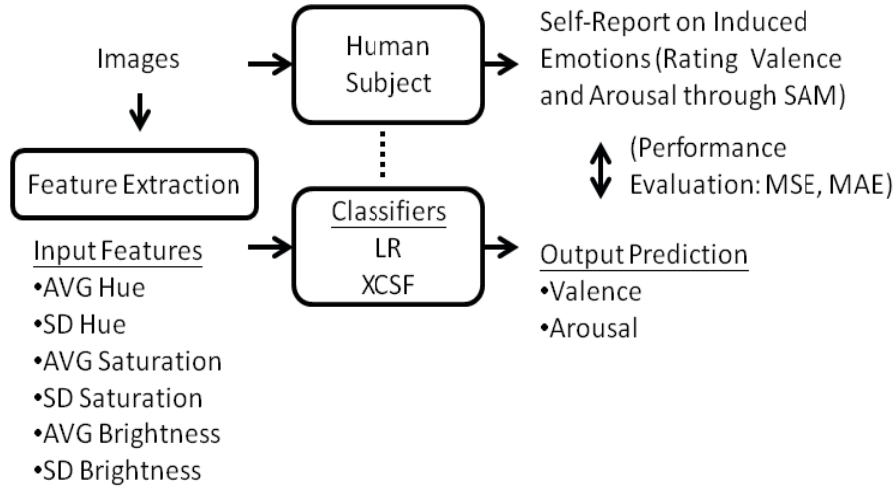 Images
Human
Subject
Self-Report on Induced
Emotions (Rating Valence
and Arousal through SAM)
(Performance
Evaluation: MSE, MAE)
Feature Extraction
Input Features
•AVG Hue
•SD Hue
•AVG Saturation
•SD Saturation
•AVG Brightness
•SD Brightness
Classifiers
LR
XCSF
Output Prediction
•Valence
•Arousal